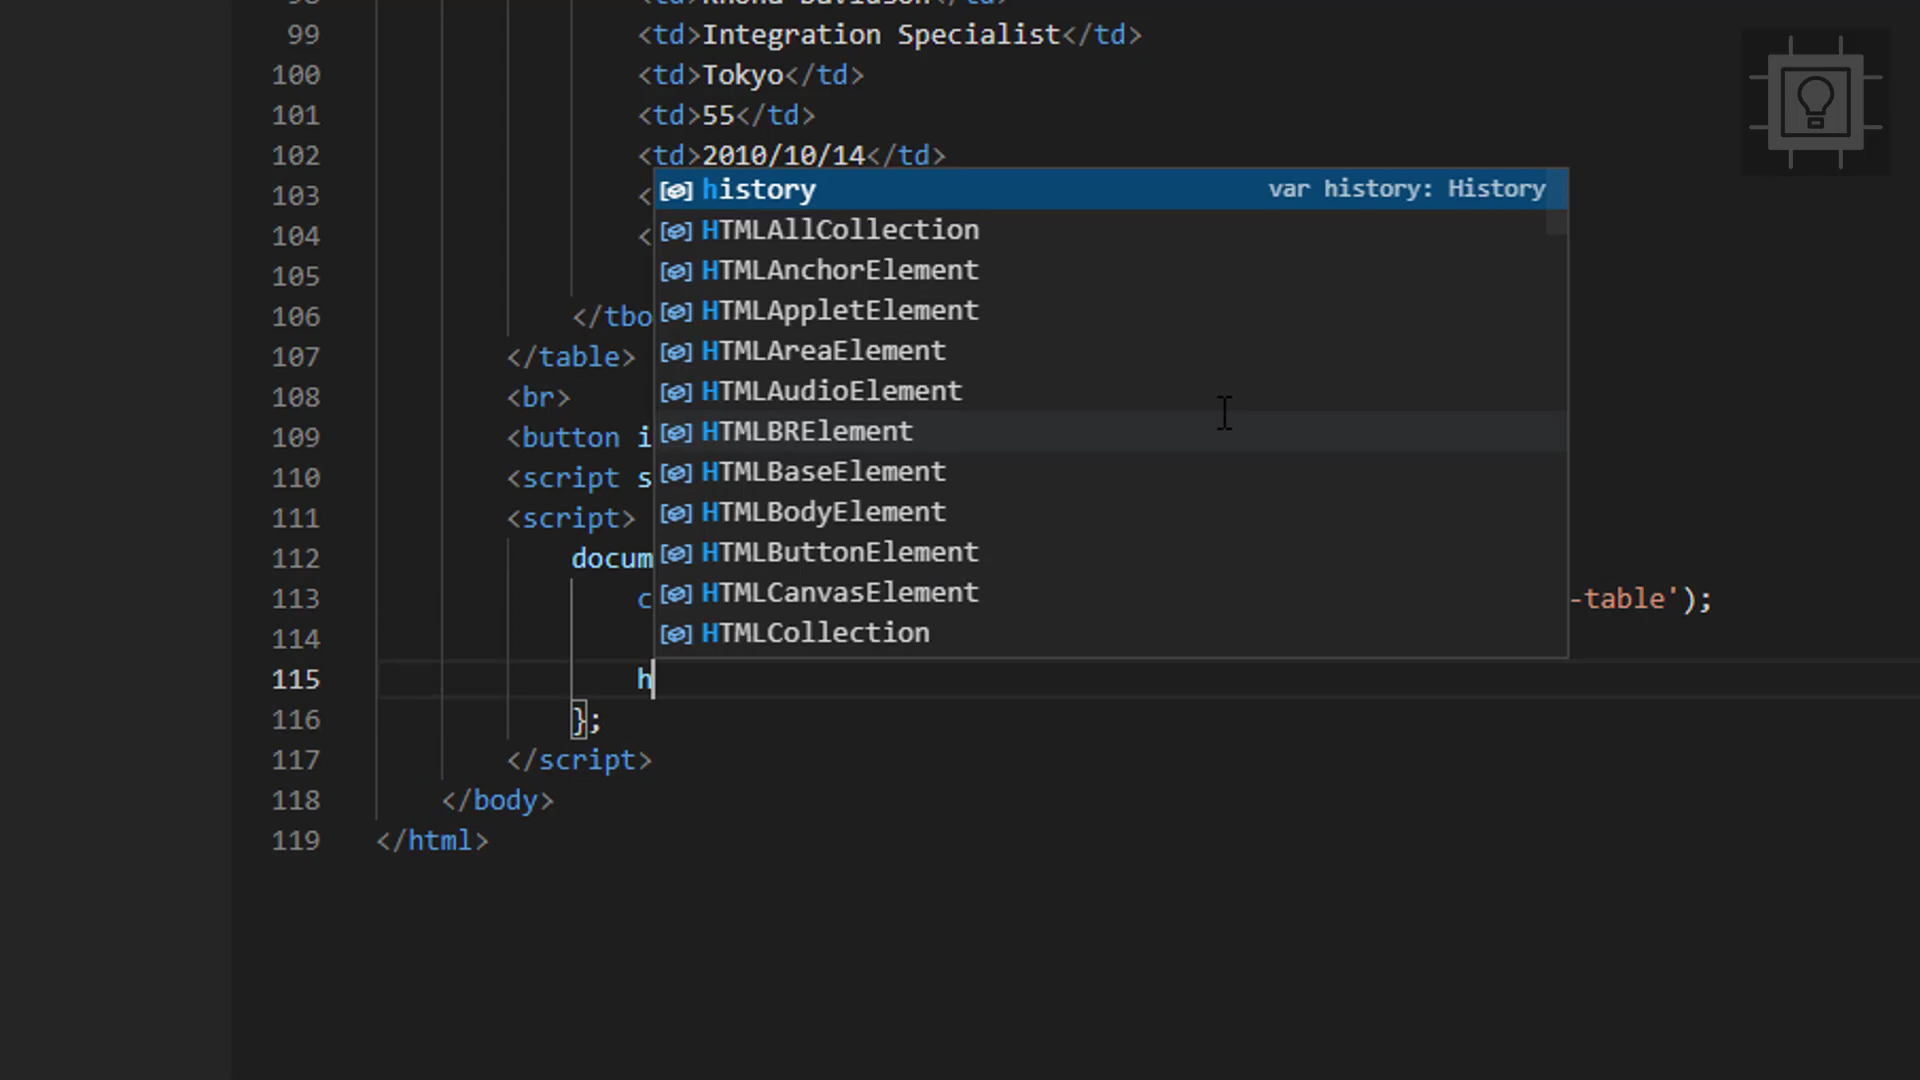 99 <td>Integration Specialist</td>
100 <td>Tokyo</td>
101 <td>55</td>
102 <td>2010/10/14</td>
103 <
104 <
105
106 </tbo
107 </table>
108 <br>
109 <button i
110 <script s
111 <script>
112 docum
113 c -table');
114
115 h
116 };
117 </script>
118 </body>
119 </html>
history var history: History
HTMLAllCollection
HTMLAnchorElement
HTMLAppletElement
HTMLAreaElement
HTMLAudioElement
HTMLBRElement
HTMLBaseElement
HTMLBodyElement
HTMLButtonElement
HTMLCanvasElement
HTMLCollection